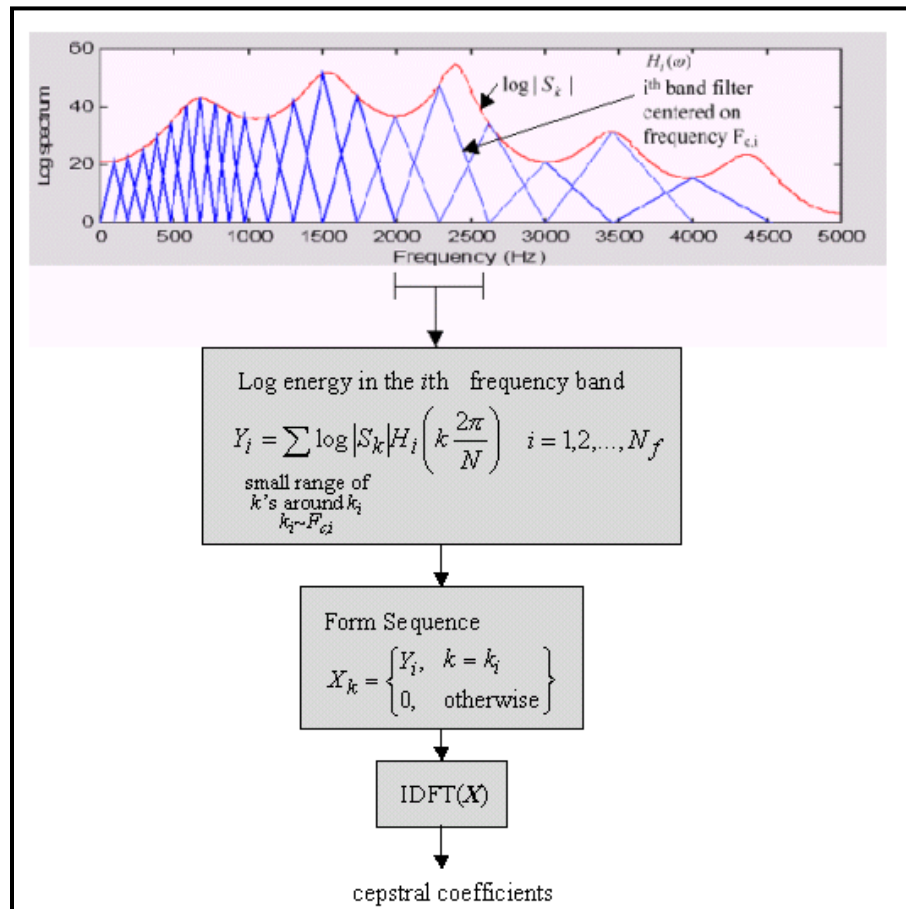 60
40
20
0
Log spectrum
log | S_k |
H_i(ω)
i^th band filter
centered on
frequency F_c,i
0 500 1000 1500 2000 2500 3000 3500 4000 4500 5000
Frequency (Hz)
Log energy in the ith frequency band
Y_i = ∑ log|S_k|H_i(k 2π/N) i = 1,2,...,N_f
small range of
k's around k_i
k_i~F_c,i
Form Sequence
X_k = {Y_i, k = k_i
0, otherwise}
IDFT(X)
cepstral coefficients